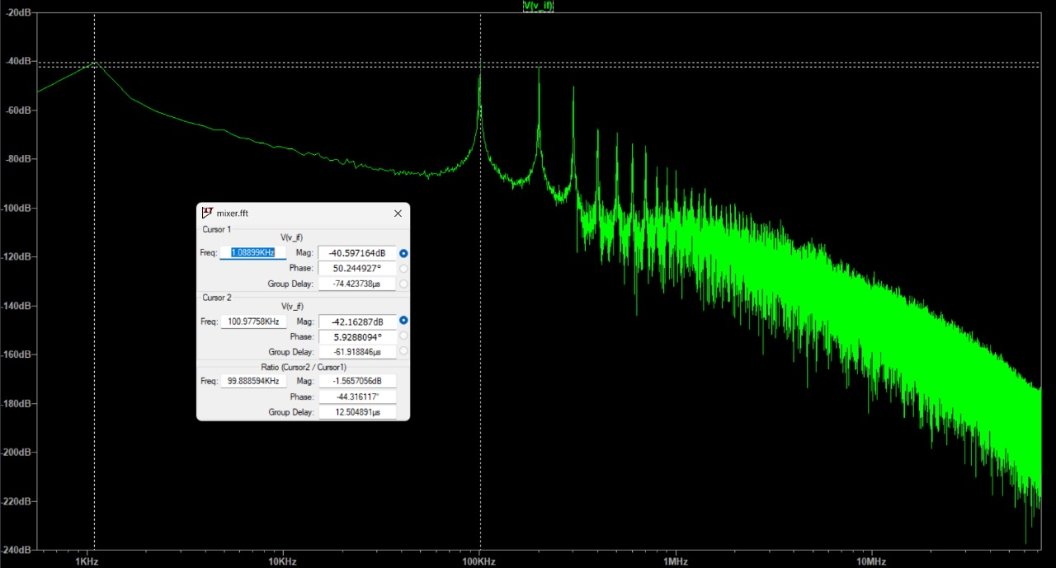 V(v_if)
-20dB
-40dB
-60dB
-80dB
-100dB
-120dB
-140dB
-160dB
-180dB
-200dB
-220dB
-240dB
1KHz 10KHz 100KHz 1MHz 10MHz
mixer.fft
Cursor 1
V(v_if)
Freq: 1.08899KHz Mag: -40.597164dB
Phase: 50.244927°
Group Delay: -74.423738µs
Cursor 2
V(v_if)
Freq: 100.97758KHz Mag: -42.16287dB
Phase: 5.9288094°
Group Delay: -61.918846µs
Ratio (Cursor2 / Cursor1)
Freq: 99.888594KHz Mag: -1.5657056dB
Phase: -44.316117°
Group Delay: 12.504891µs